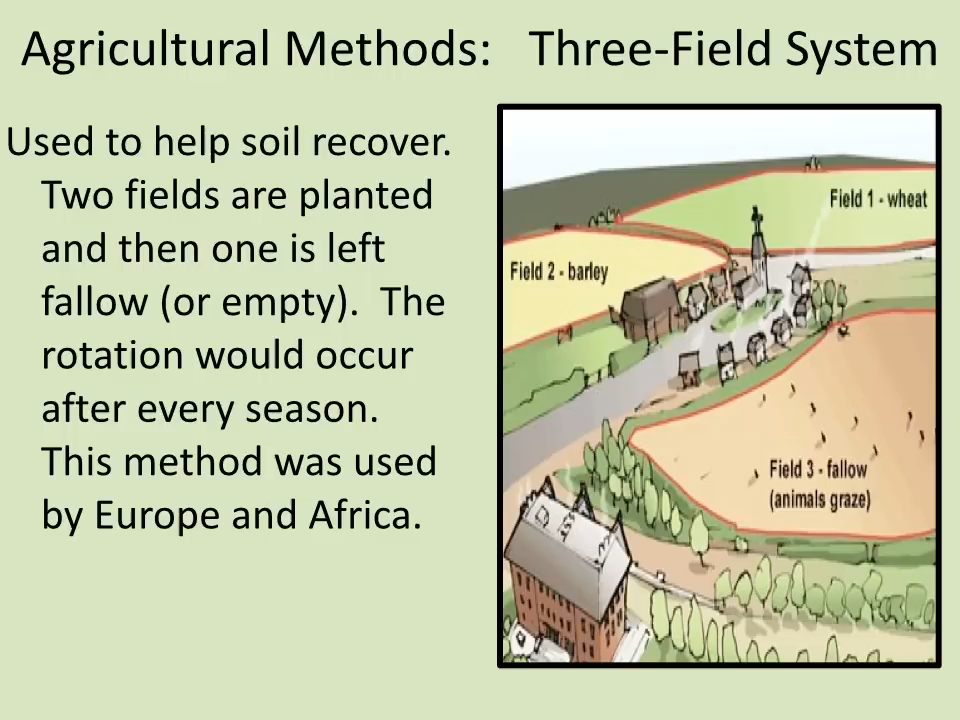 Agricultural Methods: Three-Field System
Used to help soil recover.
Two fields are planted
and then one is left
fallow (or empty). The
rotation would occur
after every season.
This method was used
by Europe and Africa.
Field 1 - wheat
Field 2 - barley
Field 3 - fallow
(animals graze)